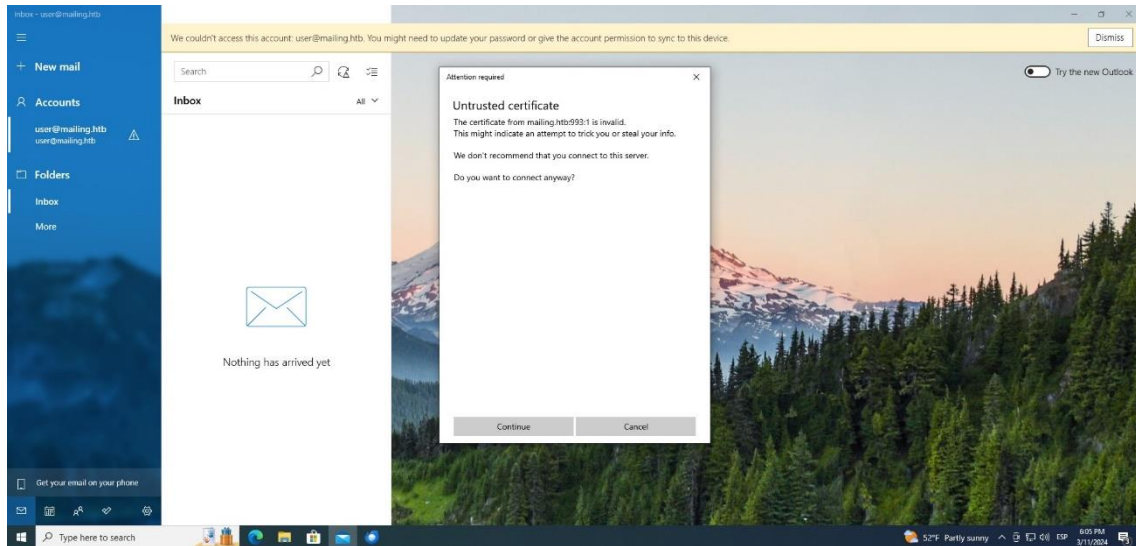 Inbox - user@mailing.htb
We couldn't access this account: user@mailing.htb. You might need to update your password or give the account permission to sync to this device.
Dismiss
+ New mail
Accounts
user@mailing.htb
user@mailing.htb
Folders
Inbox
More
Get your email on your phone
Search
Inbox
All
Nothing has arrived yet
Attention required
Untrusted certificate
The certificate from mailing.htb:993:1 is invalid.
This might indicate an attempt to trick you or steal your info.
We don't recommend that you connect to this server.
Do you want to connect anyway?
Continue
Cancel
Try the new Outlook
Type here to search
52°F Partly sunny
ESP
6:05 PM
3/11/2024